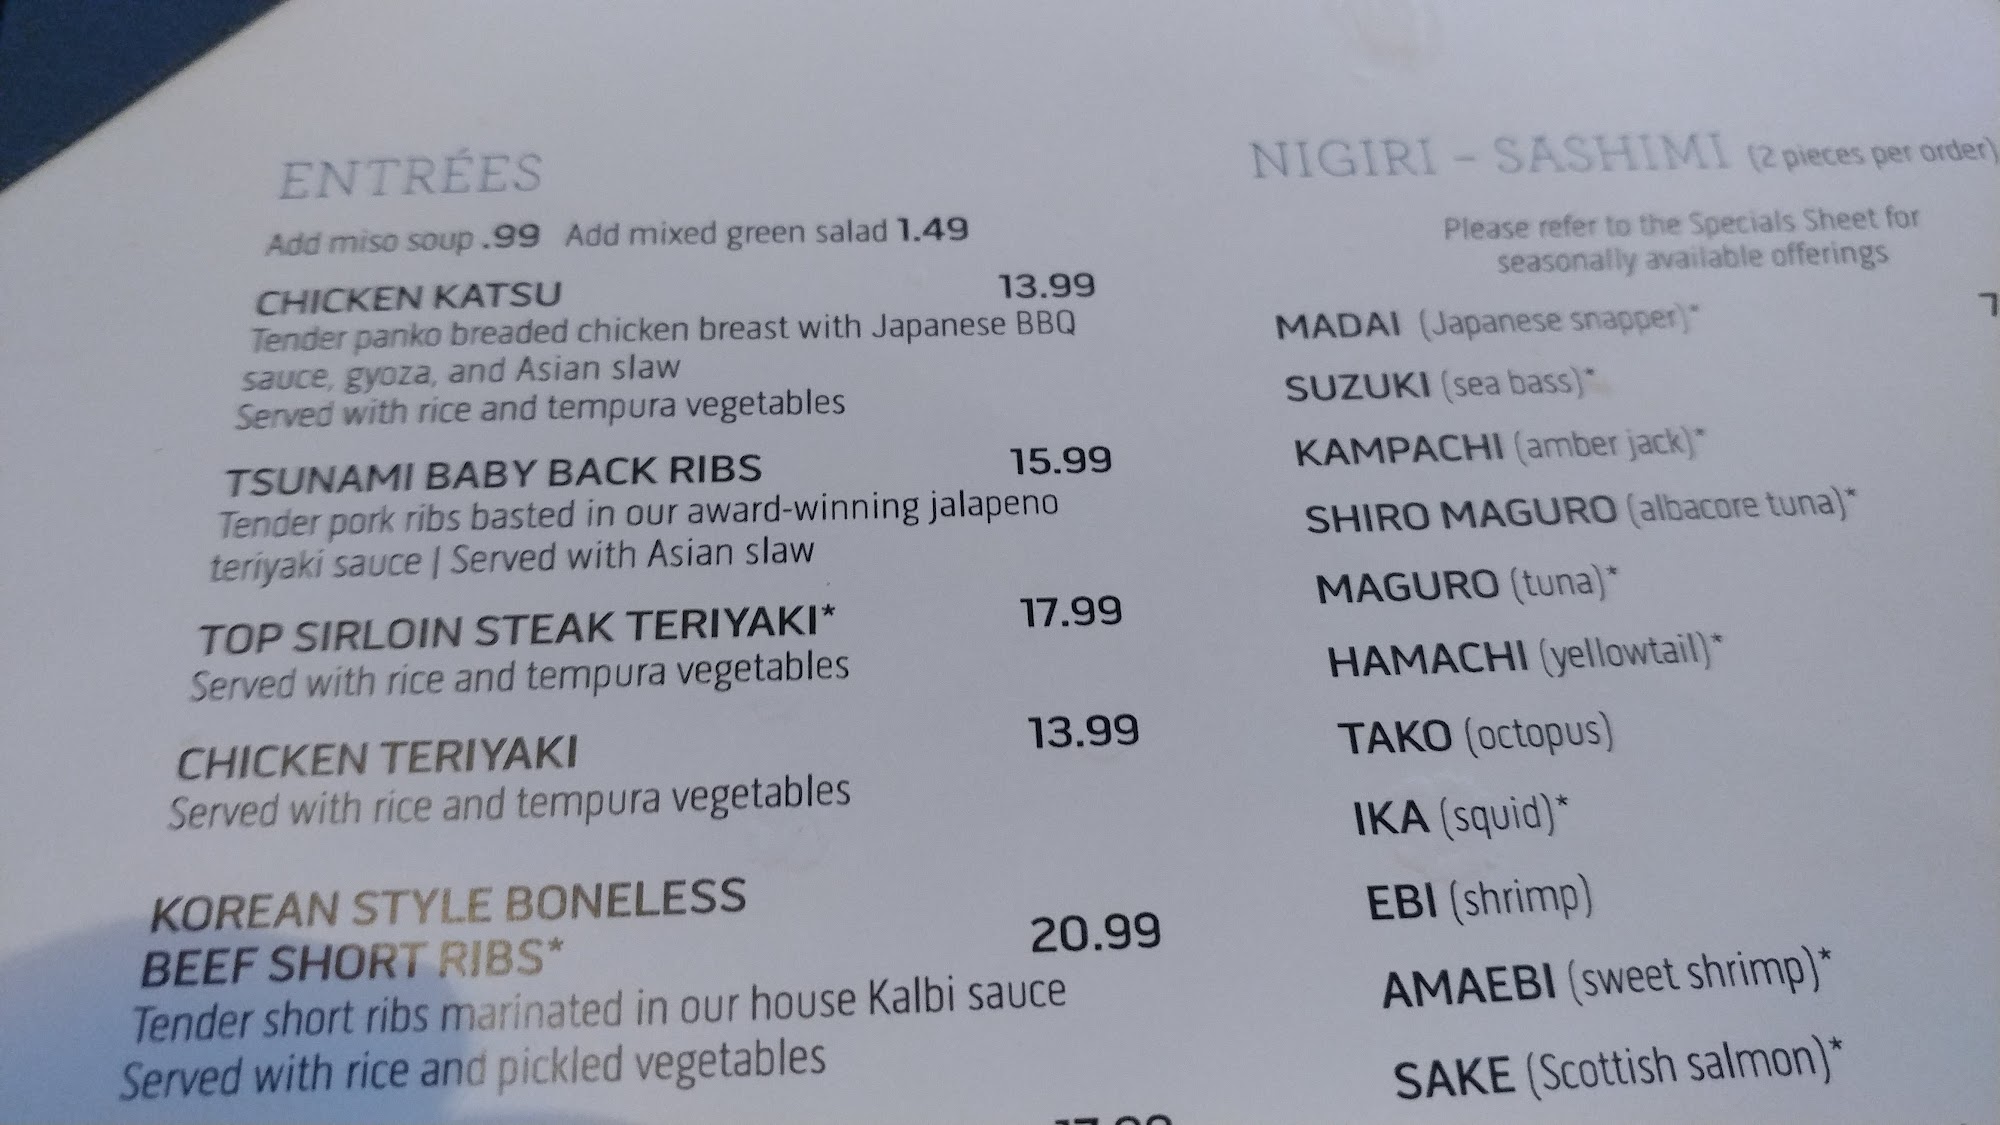 ENTRÉES
Add miso soup .99 Add mixed green salad 1.49
CHICKEN KATSU 13.99
Tender panko breaded chicken breast with Japanese BBQ
sauce, gyoza, and Asian slaw
Served with rice and tempura vegetables
TSUNAMI BABY BACK RIBS 15.99
Tender pork ribs basted in our award-winning jalapeno
teriyaki sauce | Served with Asian slaw
TOP SIRLOIN STEAK TERIYAKI* 17.99
Served with rice and tempura vegetables
CHICKEN TERIYAKI 13.99
Served with rice and tempura vegetables
KOREAN STYLE BONELESS
BEEF SHORT RIBS* 20.99
Tender short ribs marinated in our house Kalbi sauce
Served with rice and pickled vegetables
NIGIRI - SASHIMI (2 pieces per order)
Please refer to the Specials Sheet for
seasonally available offerings
MADAI (Japanese snapper)* 7
SUZUKI (sea bass)*
KAMPACHI (amber jack)*
SHIRO MAGURO (albacore tuna)*
MAGURO (tuna)*
HAMACHI (yellowtail)*
TAKO (octopus)
IKA (squid)*
EBI (shrimp)
AMAEBI (sweet shrimp)*
SAKE (Scottish salmon)*